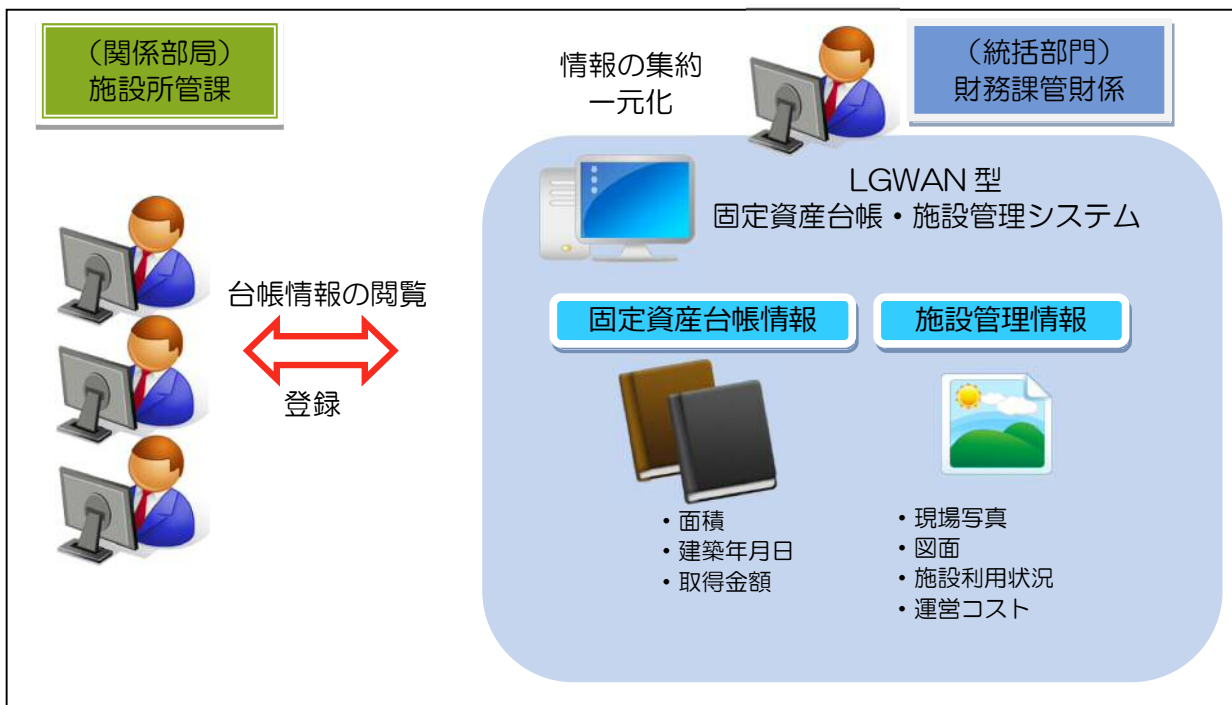 （関係部局）
施設所管課
情報の集約
一元化
（統括部門）
財務課管財係
LGWAN 型
固定資産台帳・施設管理システム
台帳情報の閲覧
登録
固定資産台帳情報
・面積
・建築年月日
・取得金額
施設管理情報
・現場写真
・図面
・施設利用状況
・運営コスト